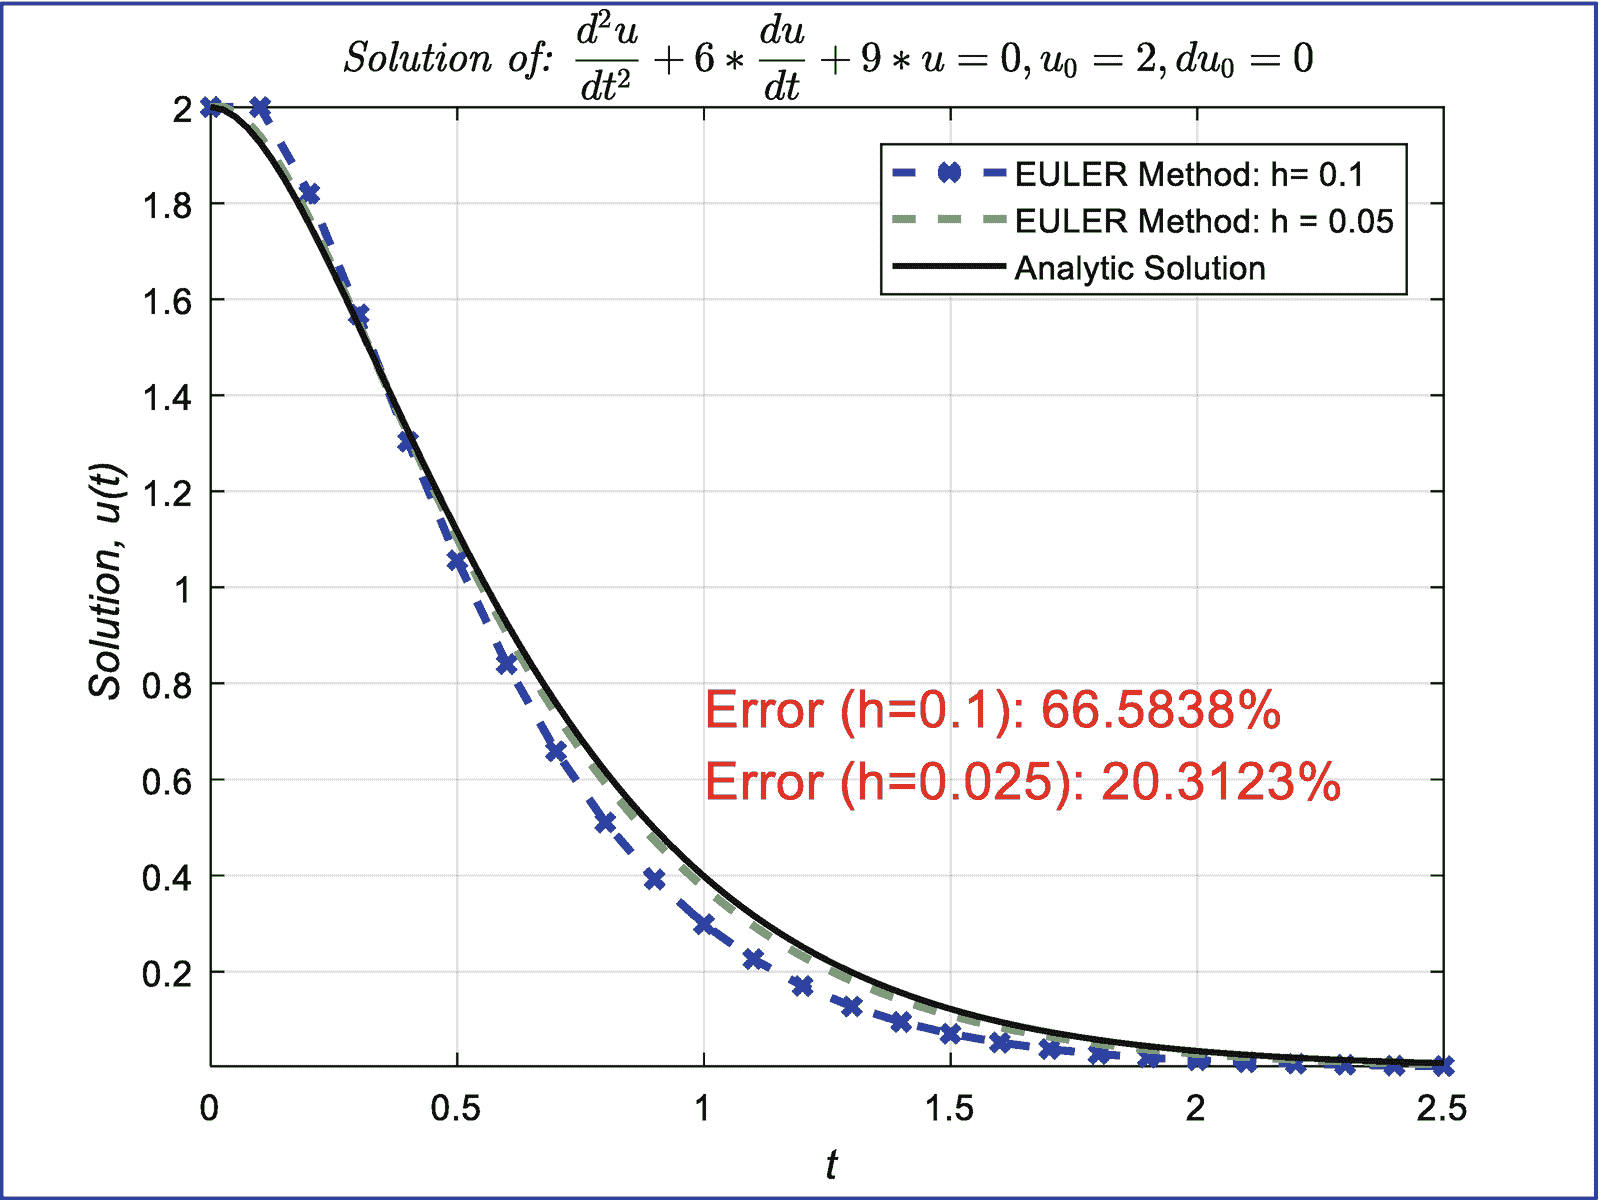 Solution of: d²u/dt² + 6 * du/dt + 9 * u = 0, u₀ = 2, du₀ = 0
EULER Method: h= 0.1
EULER Method: h = 0.05
Analytic Solution
2
1.8
1.6
1.4
1.2
1
0.8
0.6
0.4
0.2
Solution, u(t)
Error (h=0.1): 66.5838%
Error (h=0.025): 20.3123%
0 0.5 1 1.5 2 2.5
t